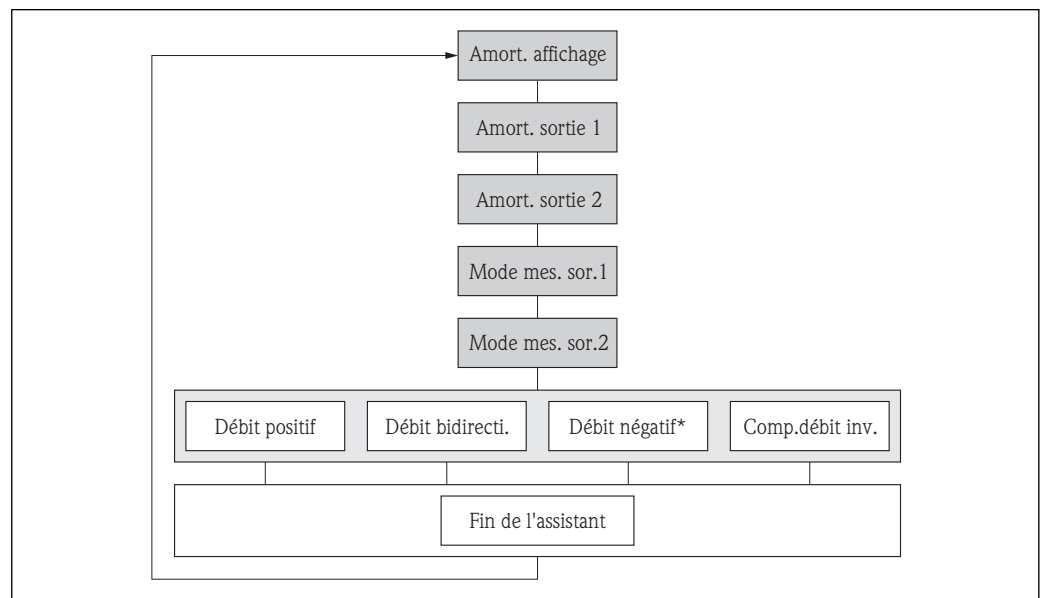 Amort. affichage
Amort. sortie 1
Amort. sortie 2
Mode mes. sor.1
Mode mes. sor.2
Débit positif
Débit bidirecti.
Débit négatif*
Comp.débit inv.
Fin de l'assistant